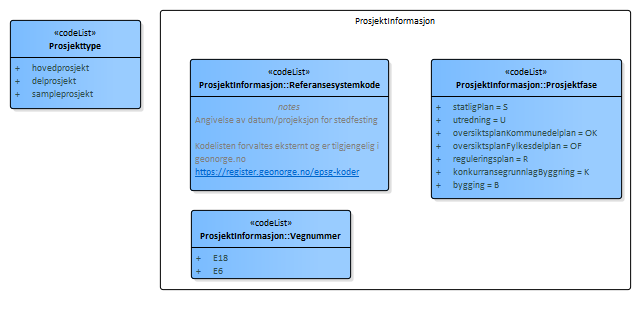 «codeList»
Prosjekttype
+ hovedprosjekt
+ delprosjekt
+ sampleprosjekt
ProsjektInformasjon
«codeList»
ProsjektInformasjon::Referansesystemkode
notes
Angivelse av datum/projeksjon for stedfesting
Kodelisten forvaltes eksternt og er tilgjengelig i
geonorge.no
https://register.geonorge.no/epsg-koder
«codeList»
ProsjektInformasjon::Prosjektfase
+ statligPlan = S
+ utredning = U
+ oversiktsplanKommunedelplan = OK
+ oversiktsplanFylkesdelplan = OF
+ reguleringsplan = R
+ konkurransegrunnlagByggning = K
+ bygging = B
«codeList»
ProsjektInformasjon::Vegnummer
+ E18
+ E6